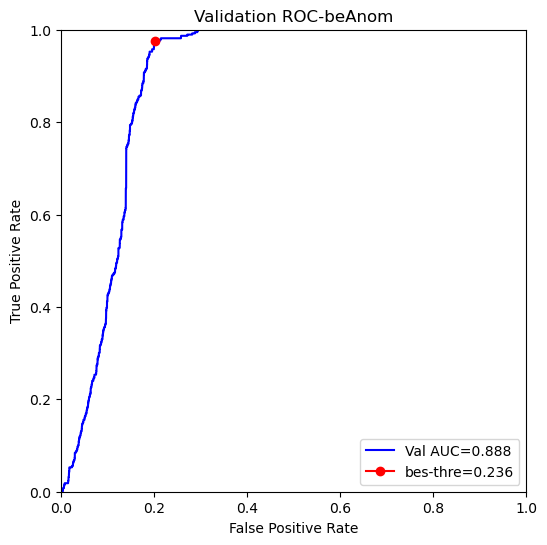 Validation ROC-beAnom
1.0
0.8
0.6
0.4
0.2
0.0
True Positive Rate
Val AUC=0.888
bes-thre=0.236
0.0 0.2 0.4 0.6 0.8 1.0
False Positive Rate